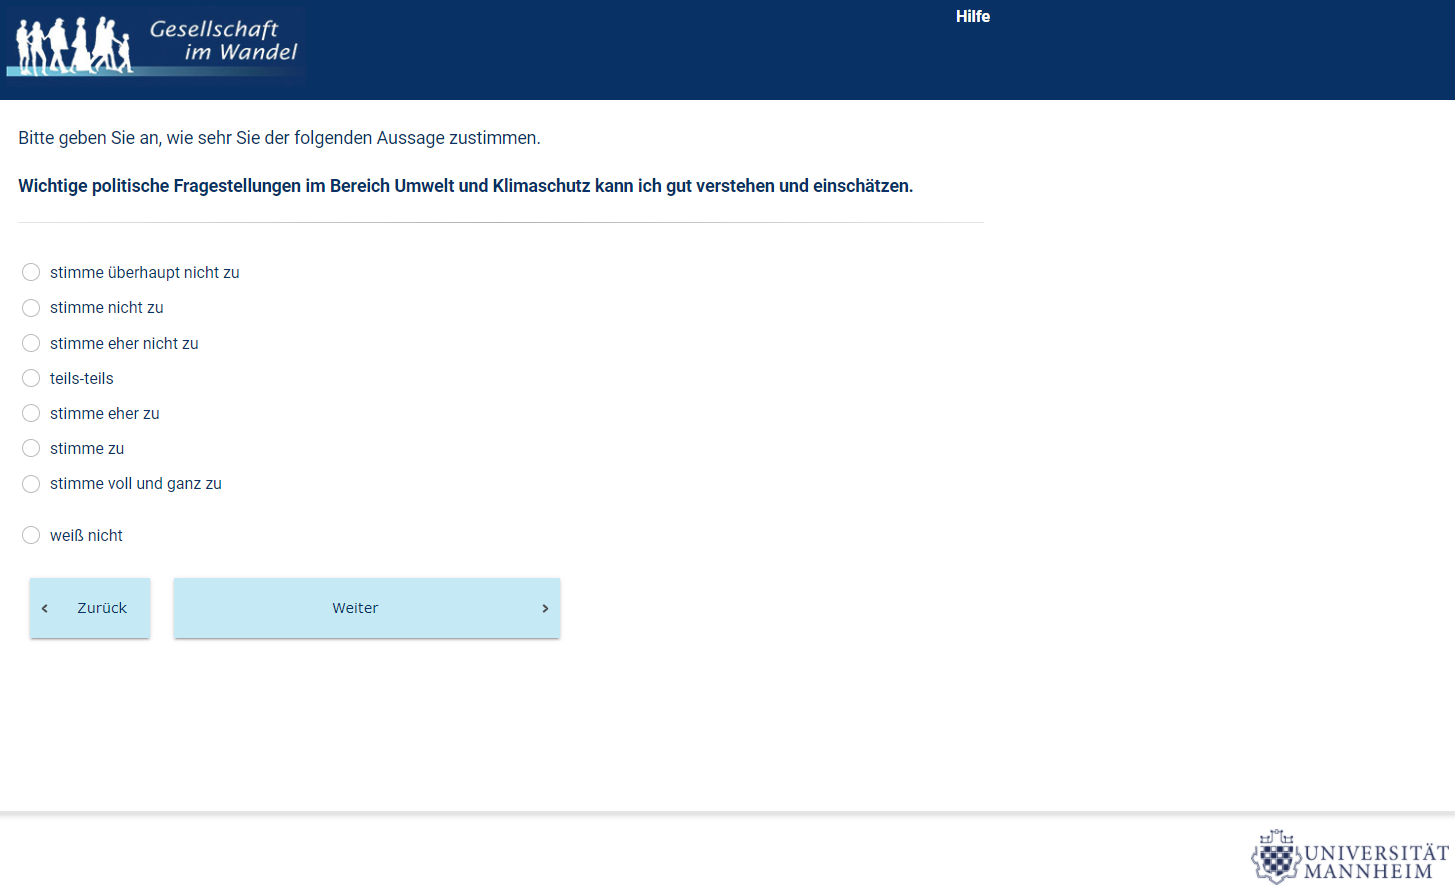 Gesellschaft
im Wandel
Hilfe
Bitte geben Sie an, wie sehr Sie der folgenden Aussage zustimmen.
Wichtige politische Fragestellungen im Bereich Umwelt und Klimaschutz kann ich gut verstehen und einschätzen.
stimme überhaupt nicht zu
stimme nicht zu
stimme eher nicht zu
teils-teils
stimme eher zu
stimme zu
stimme voll und ganz zu
weiß nicht
Zurück
Weiter
UNIVERSITÄT
MANNHEIM